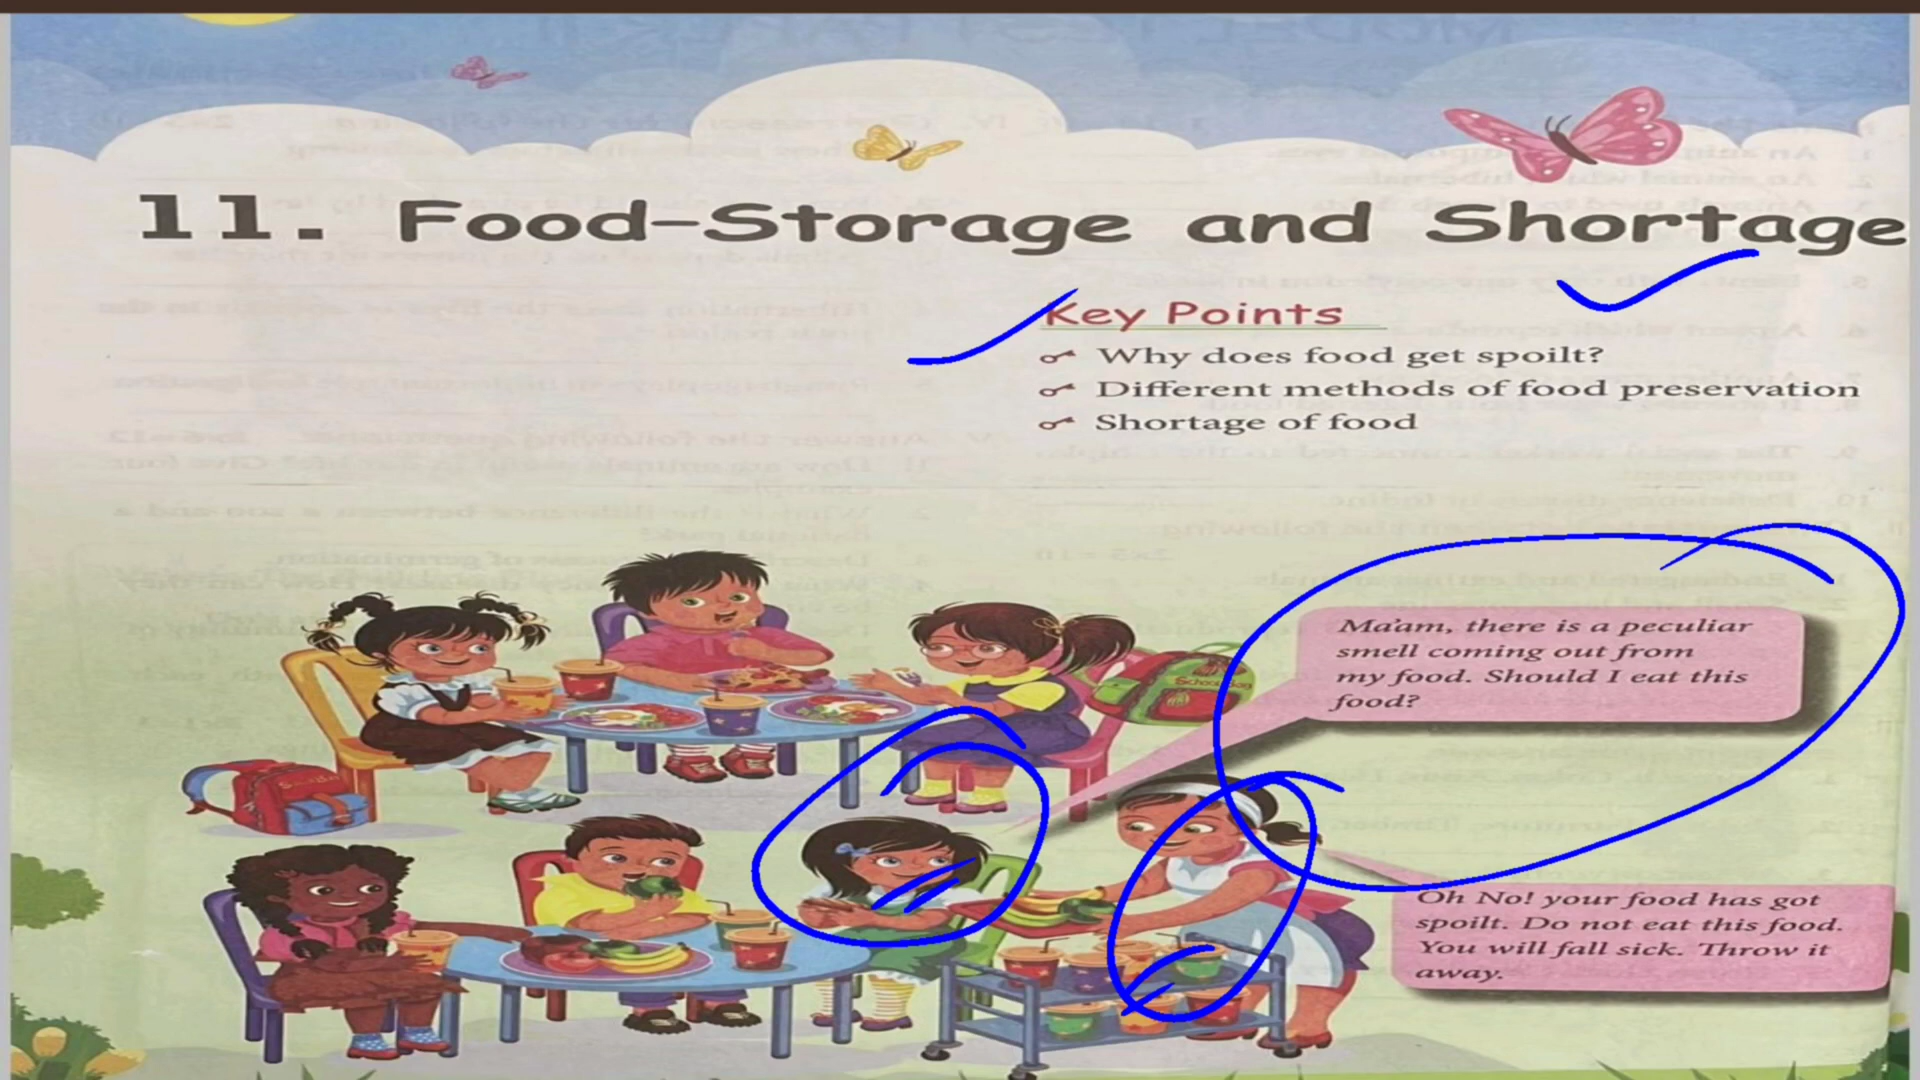 11. Food-Storage and Shortage
Key Points
Why does food get spoilt?
Different methods of food preservation
Shortage of food
Ma'am, there is a peculiar
smell coming out from
my food. Should I eat this
food?
Oh No! your food has got
spoilt. Do not eat this food.
You will fall sick. Throw it
away.